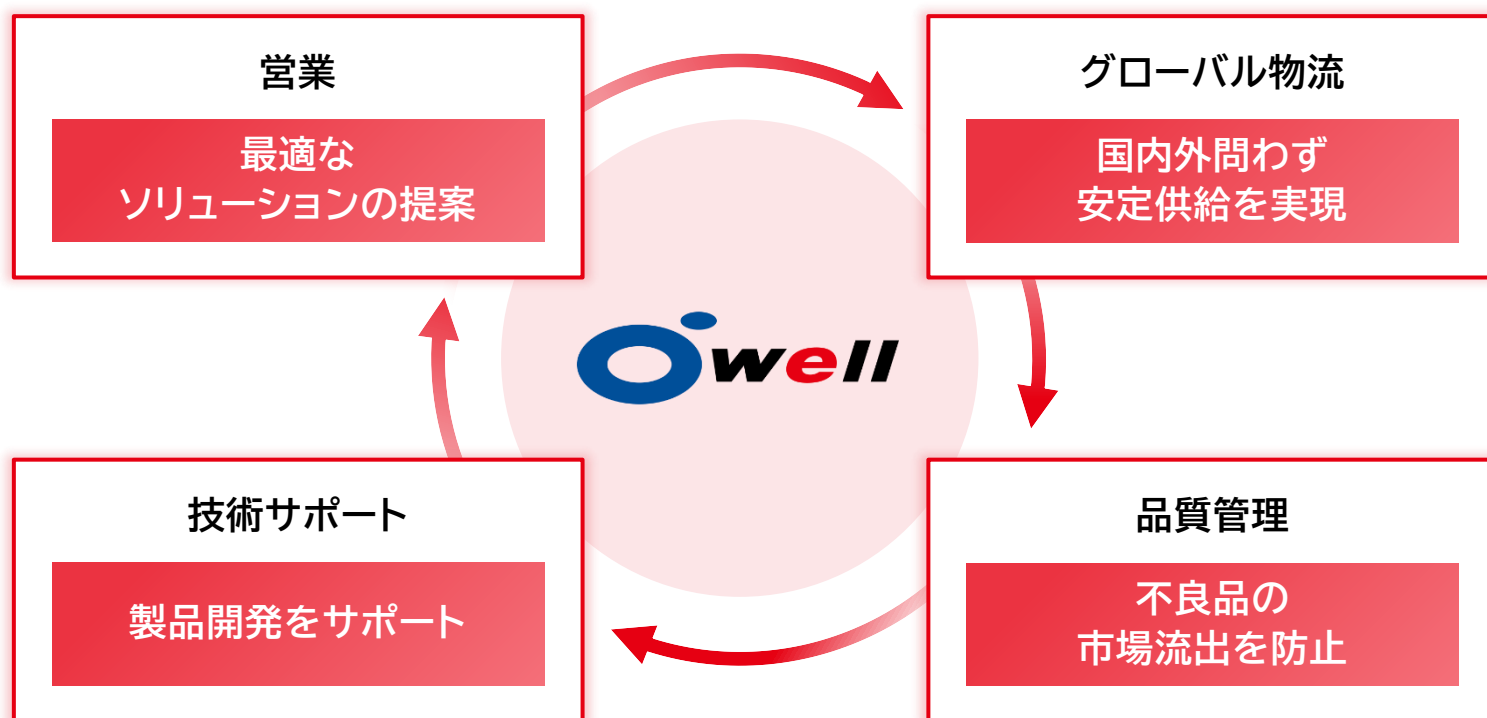 営業
最適な
ソリューションの提案
グローバル物流
国内外問わず
安定供給を実現
Owell
技術サポート
製品開発をサポート
品質管理
不良品の
市場流出を防止